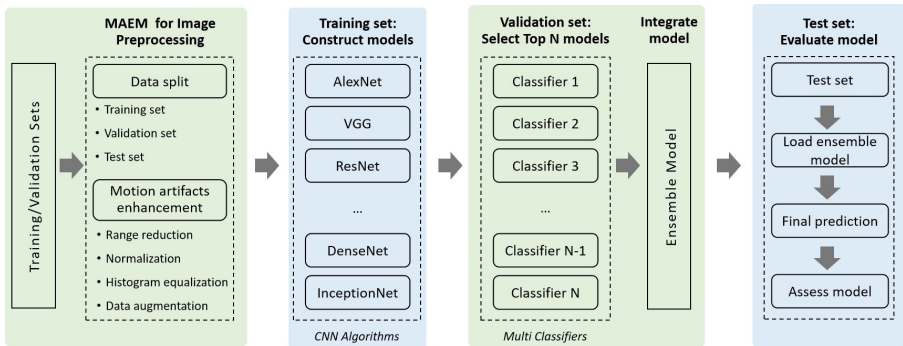 MAEM for Image
Preprocessing
Training/Validation Sets
Data split
• Training set
• Validation set
• Test set
Motion artifacts
enhancement
• Range reduction
• Normalization
• Histogram equalization
• Data augmentation
Training set:
Construct models
AlexNet
VGG
ResNet
...
DenseNet
InceptionNet
CNN Algorithms
Validation set:
Select Top N models
Classifier 1
Classifier 2
Classifier 3
...
Classifier N-1
Classifier N
Multi Classifiers
Integrate
model
Ensemble Model
Test set:
Evaluate model
Test set
Load ensemble
model
Final prediction
Assess model